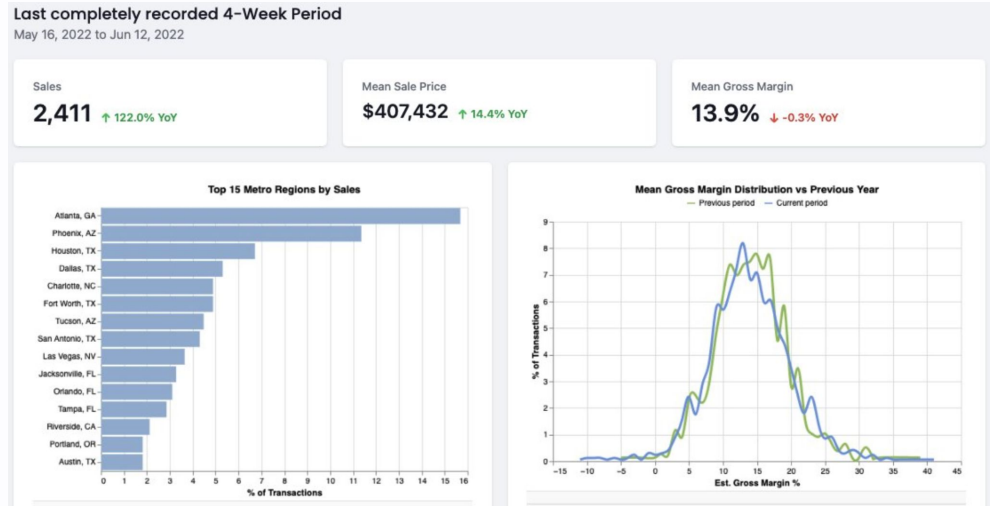 Last completely recorded 4-Week Period
May 16, 2022 to Jun 12, 2022
Sales
2,411 ↑ 122.0% YoY
Mean Sale Price
$407,432 ↑ 14.4% YoY
Mean Gross Margin
13.9% ↓ -0.3% YoY
Top 15 Metro Regions by Sales
Atlanta, GA
Phoenix, AZ
Houston, TX
Dallas, TX
Charlotte, NC
Fort Worth, TX
Tucson, AZ
San Antonio, TX
Las Vegas, NV
Jacksonville, FL
Orlando, FL
Tampa, FL
Riverside, CA
Portland, OR
Austin, TX
0 1 2 3 4 5 6 7 8 9 10 11 12 13 14 15 16
% of Transactions
Mean Gross Margin Distribution vs Previous Year
Previous period Current period
9
8
7
6
5
4
3
2
1
0
% of Transactions
-15 -10 -5 0 5 10 15 20 25 30 35 40 45
Est. Gross Margin %